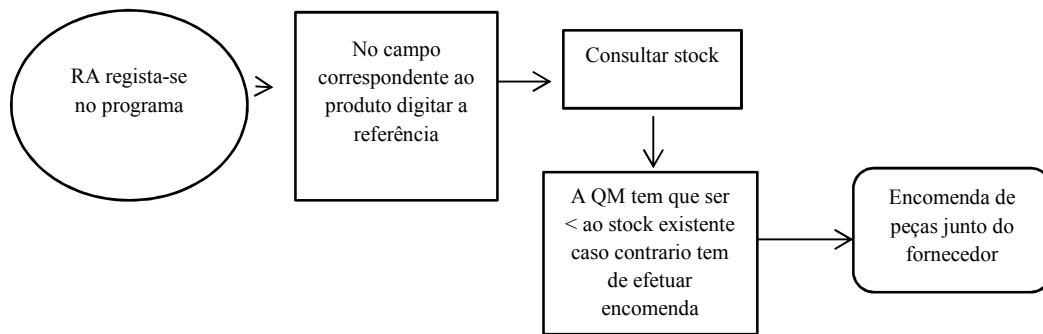 RA regista-se
no programa
No campo
correspondente ao
produto digitar a
referência
Consultar stock
A QM tem que ser
< ao stock existente
caso contrario tem
de efetuar
encomenda
Encomenda de
peças junto do
fornecedor